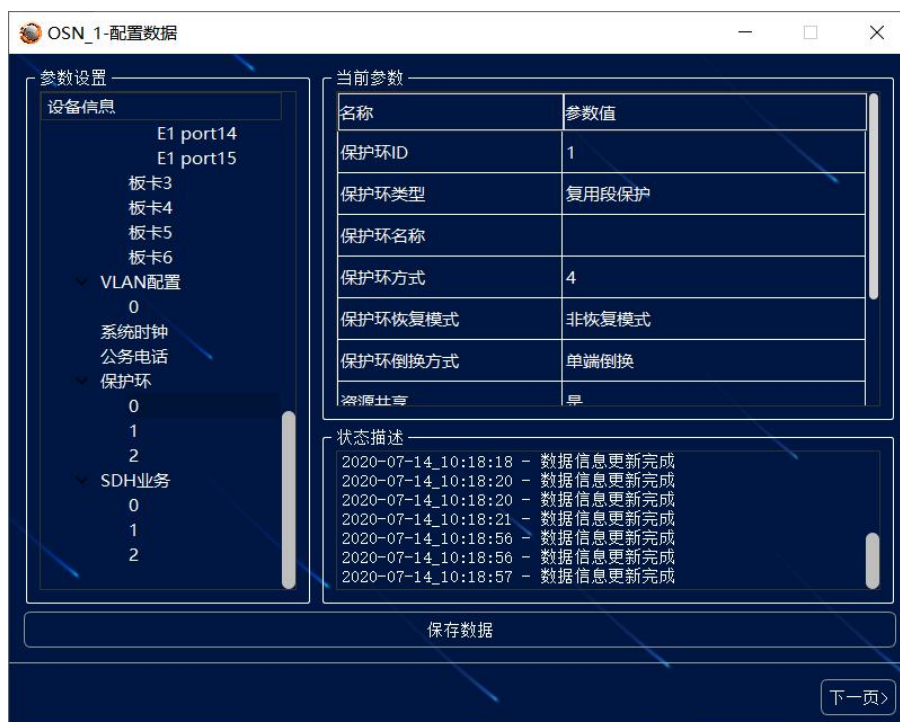 OSN_1-配置数据
参数设置
设备信息
E1 port14
E1 port15
板卡3
板卡4
板卡5
板卡6
VLAN配置
0
系统时钟
公务电话
保护环
0
1
2
SDH业务
0
1
2
当前参数
名称 参数值
保护环ID 1
保护环类型 复用段保护
保护环名称
保护环方式 4
保护环恢复模式 非恢复模式
保护环倒换方式 单端倒换
资源共享 是
状态描述
2020-07-14_10:18:18 - 数据信息更新完成
2020-07-14_10:18:20 - 数据信息更新完成
2020-07-14_10:18:20 - 数据信息更新完成
2020-07-14_10:18:21 - 数据信息更新完成
2020-07-14_10:18:56 - 数据信息更新完成
2020-07-14_10:18:56 - 数据信息更新完成
2020-07-14_10:18:57 - 数据信息更新完成
保存数据
下一页>